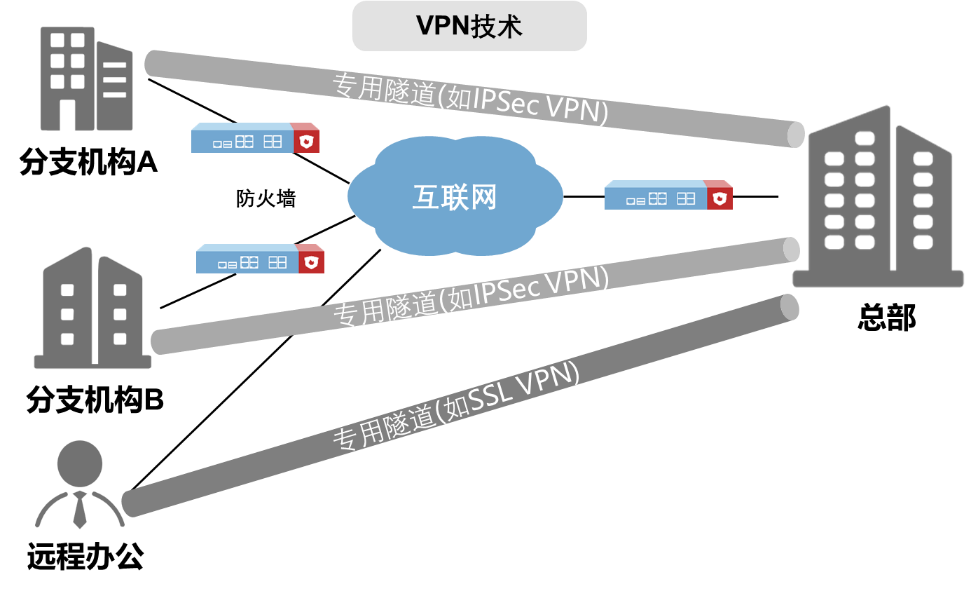 VPN技术
专用隧道(如IPSec VPN)
分支机构A
防火墙
互联网
专用隧道(如IPSec VPN)
总部
分支机构B
专用隧道(如SSL VPN)
远程办公